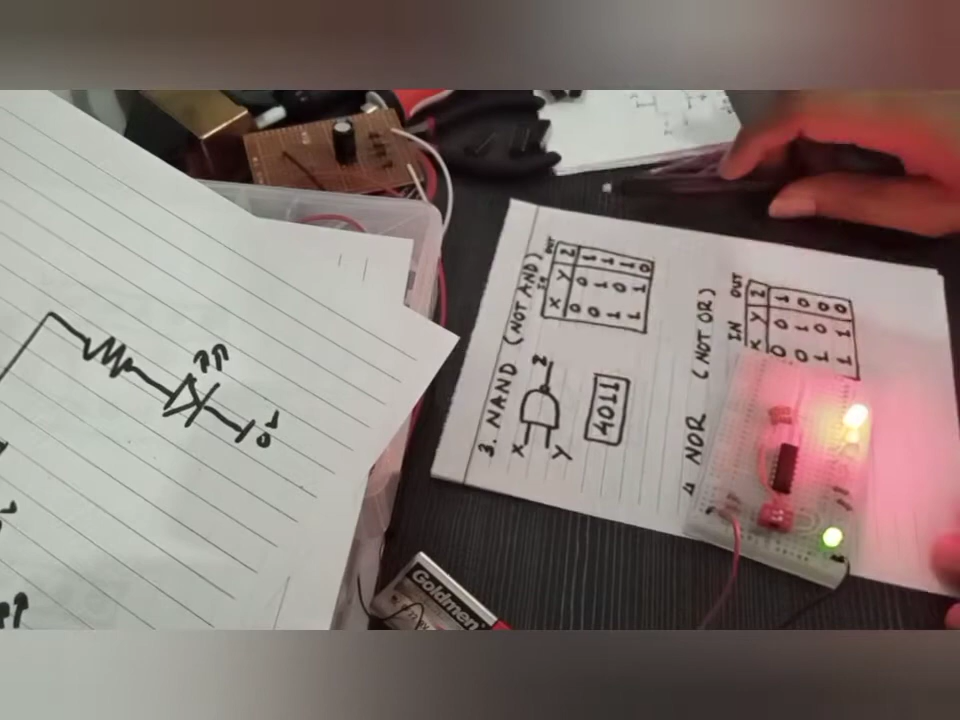 3. NAND (NOT AND)
IN OUT
X Y Z
0 0 1
0 1 1
1 0 1
1 1 0
X
Y
Z
4011
4 NOR (NOT OR)
IN OUT
X Y Z
0 0 1
0 1 0
1 0 0
1 1 0
1
0
Goldmen